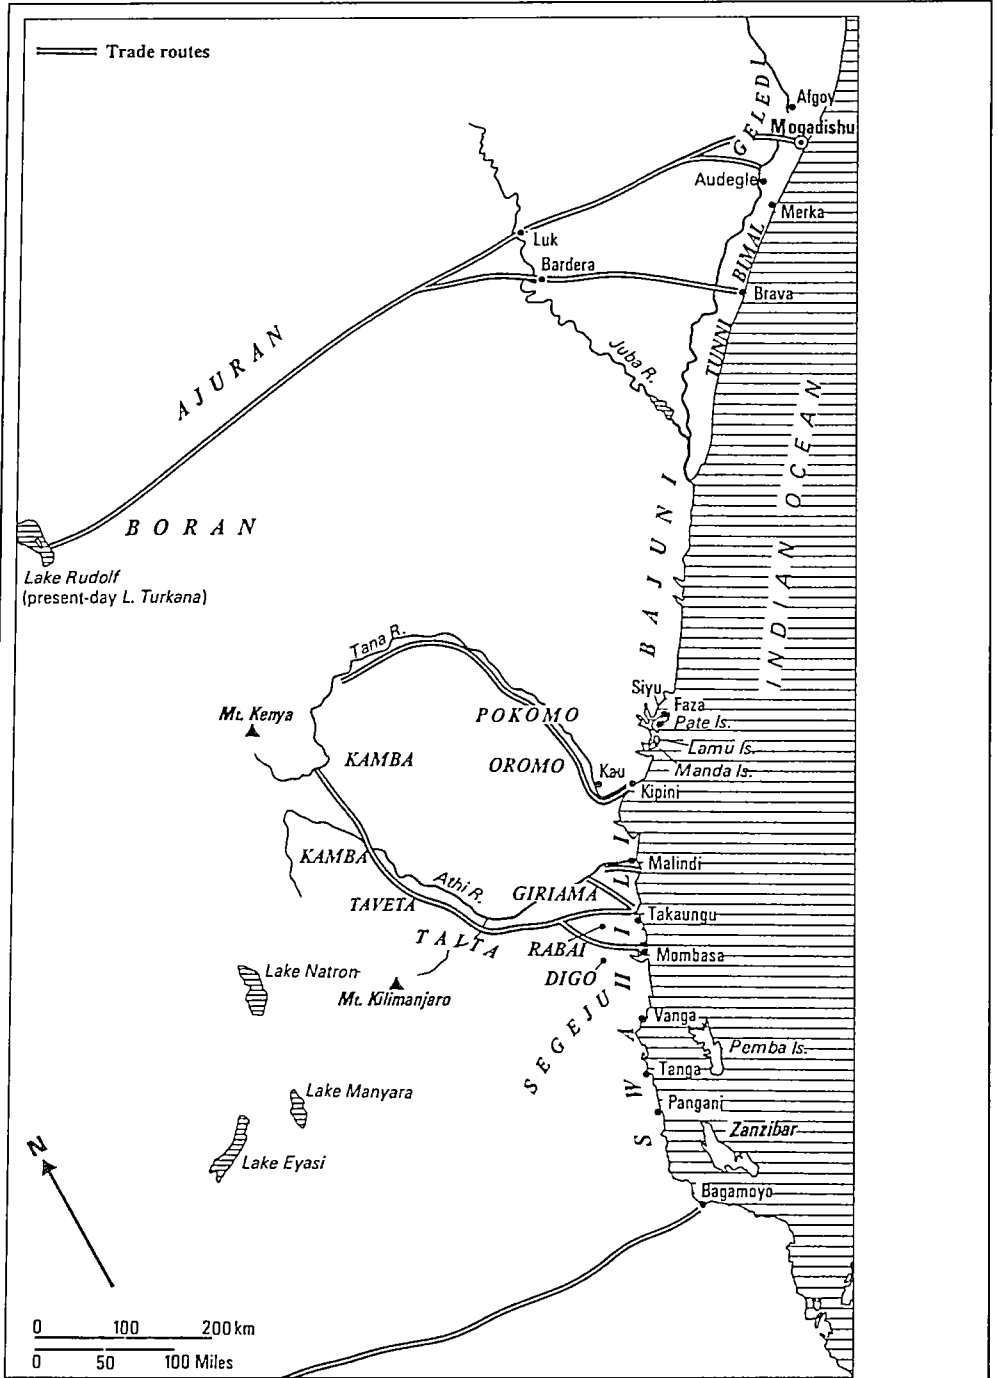 Trade routes
GELEDI
Afgoy
Mogadishu
Audegle
Merka
Luk
BIMAL
Bardera
Brava
TUNNI
Juba R.
AJURAN
INDIAN OCEAN
BORAN
BAJUNI
Lake Rudolf
(present-day L. Turkana)
Tana R.
Siyu
Faza
Mt. Kenya
POKOMO
Pate Is.
Lamu Is.
KAMBA
OROMO
Kau
Manda Is.
Kipini
KAMBA
Malindi
Athi R.
GIRIAMA
TAVETA
Takaungu
TALTA
RABAI
Mombasa
Lake Natron
DIGO
Mt. Kilimanjaro
SWAHILI
SEGEJU
Vanga
Pemba Is.
Tanga
Lake Manyara
Pangani
Zanzibar
N
Lake Eyasi
Bagamoyo
0 100 200 km
0 50 100 Miles